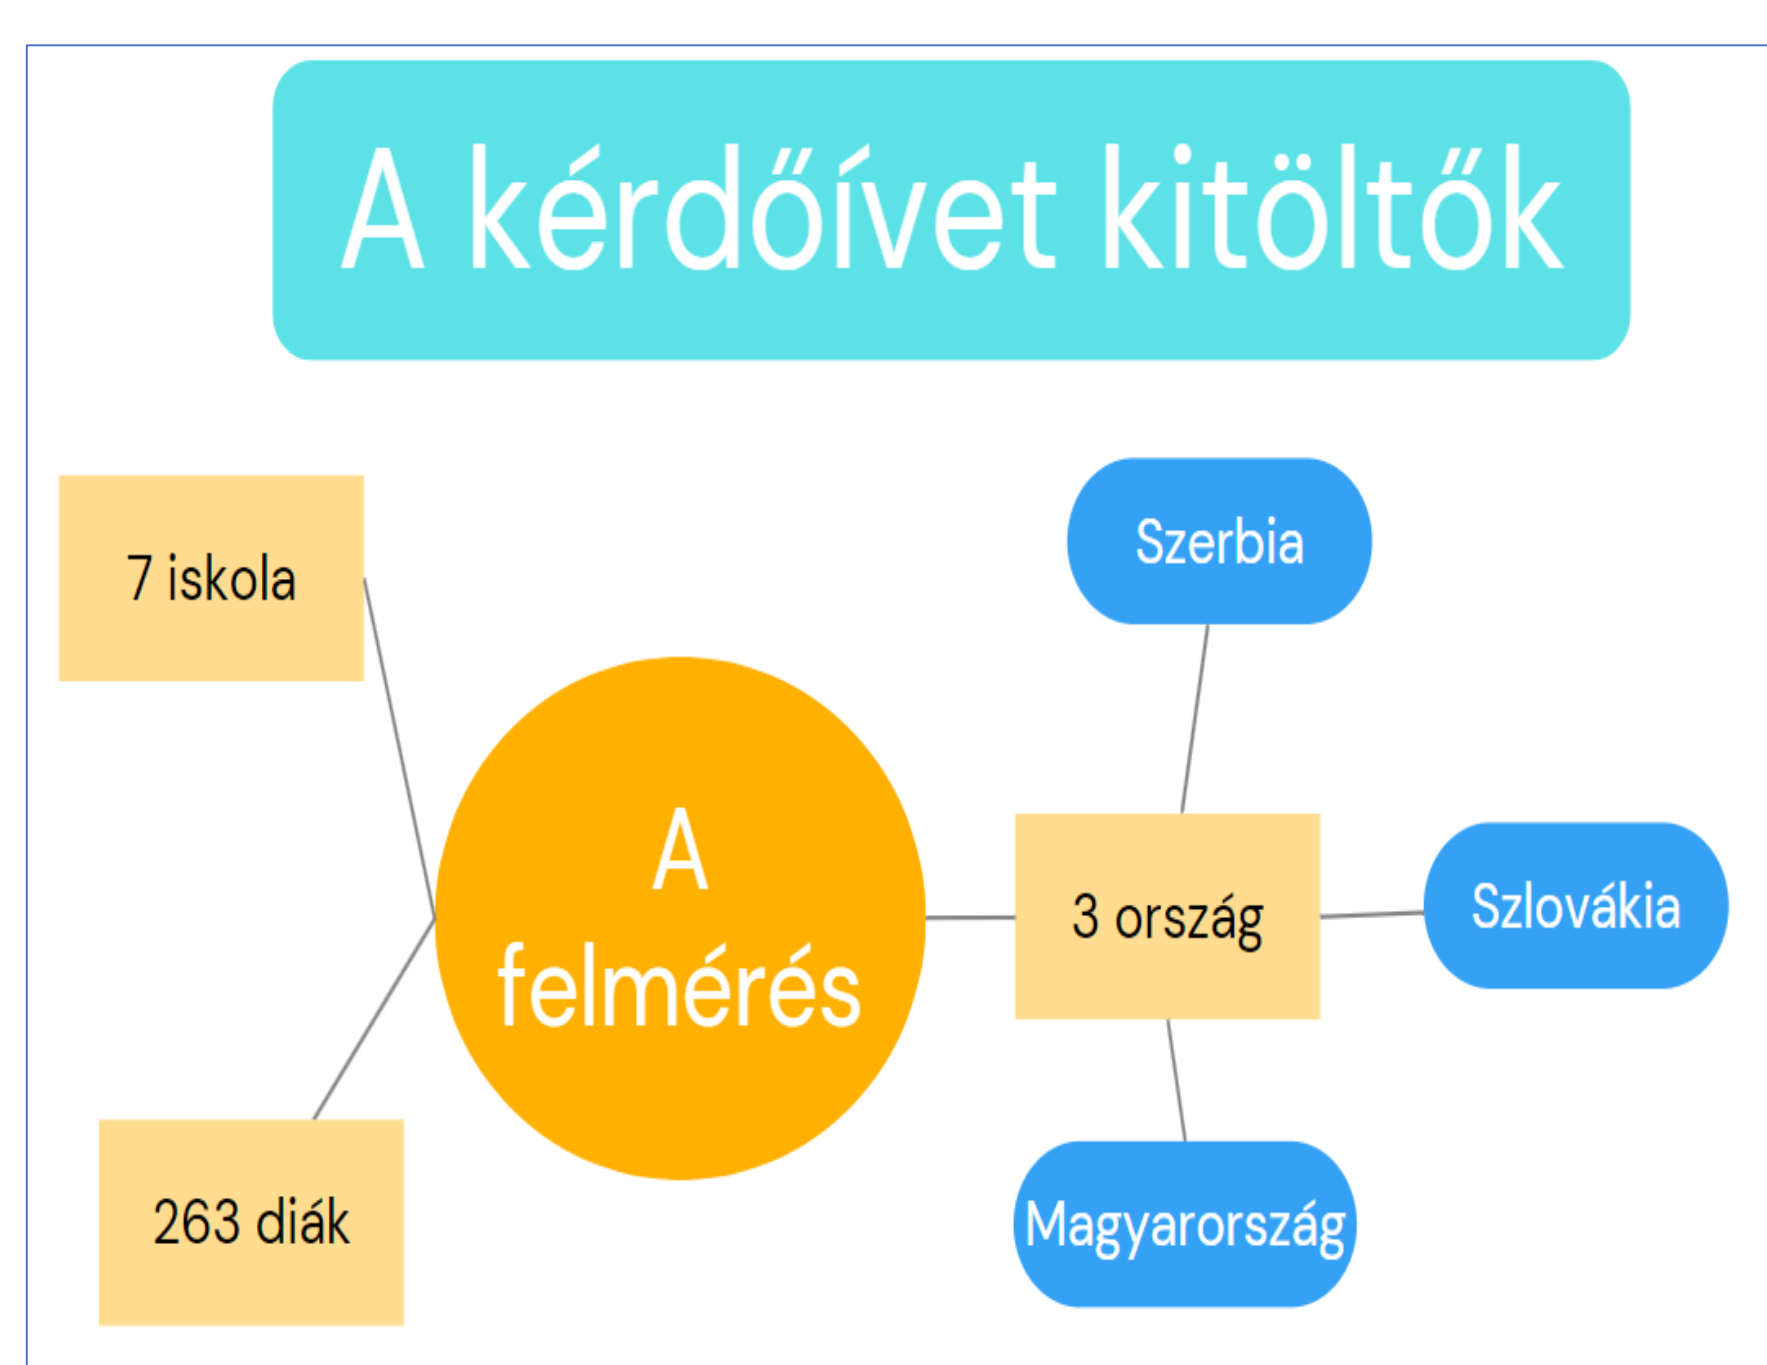 A kérdőívet kitöltők
7 iskola
263 diák
A
felmérés
3 ország
Szerbia
Szlovákia
Magyarország